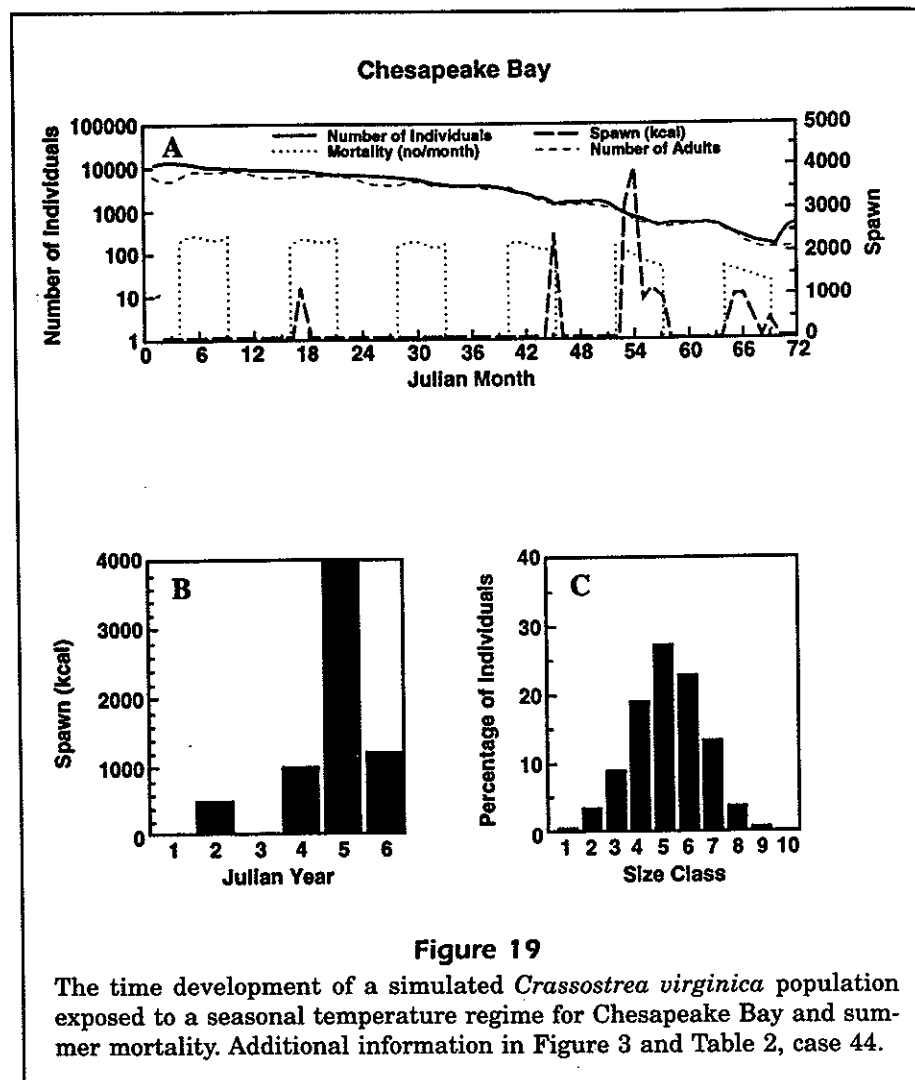 Chesapeake Bay
A
Number of Individuals
Mortality (no/month)
Spawn (kcal)
Number of Adults
Number of Individuals
100000
10000
1000
100
10
1
5000
4000
3000
2000
1000
0
Spawn
0 6 12 18 24 30 36 42 48 54 60 66 72
Julian Month
B
Spawn (kcal)
4000
3000
2000
1000
0
1 2 3 4 5 6
Julian Year
C
Percentage of Individuals
40
30
20
10
0
1 2 3 4 5 6 7 8 9 10
Size Class
Figure 19
The time development of a simulated Crassostrea virginica population
exposed to a seasonal temperature regime for Chesapeake Bay and sum-
mer mortality. Additional information in Figure 3 and Table 2, case 44.